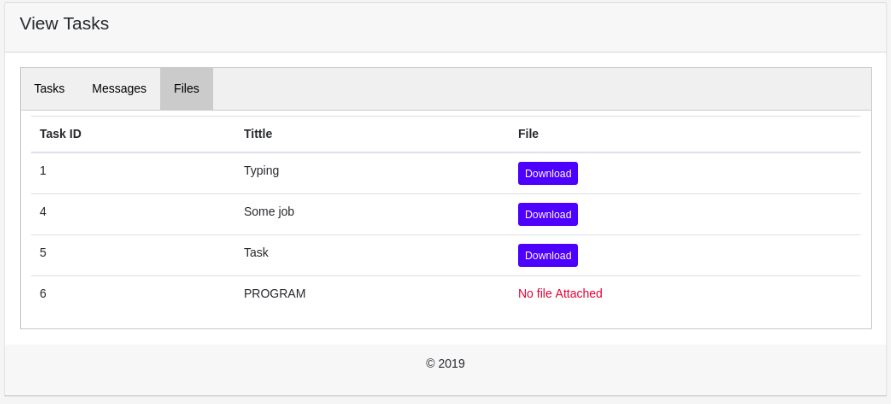 View Tasks
Tasks Messages Files
Task ID Tittle File
1 Typing Download
4 Some job Download
5 Task Download
6 PROGRAM No file Attached
© 2019